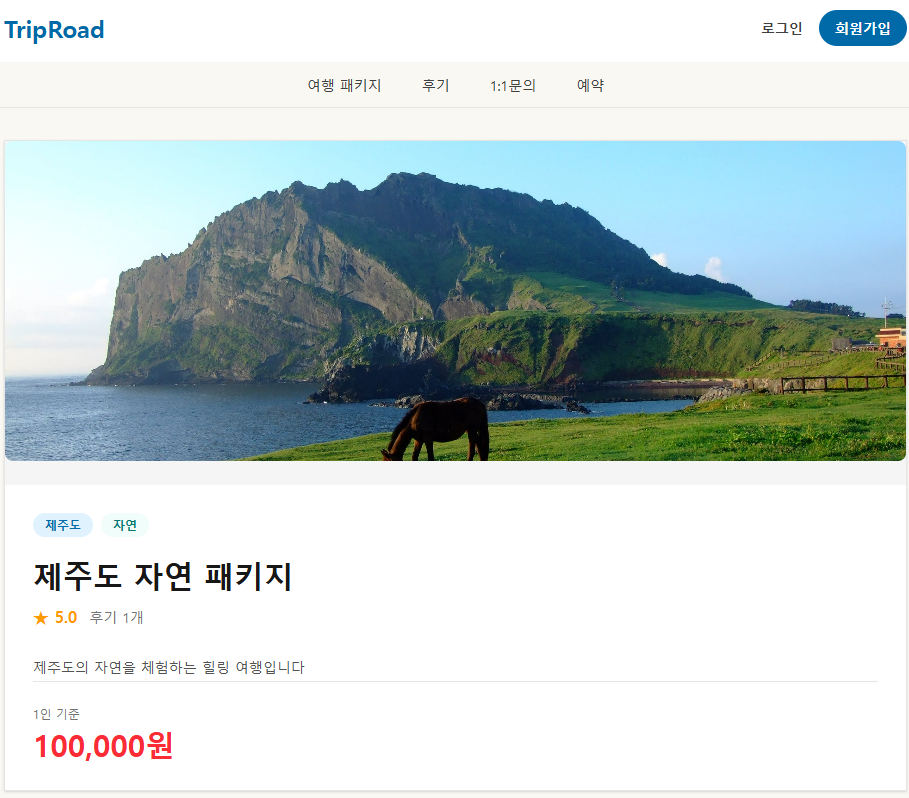 TripRoad
로그인 회원가입
여행 패키지 후기 1:1문의 예약
제주도 자연
제주도 자연 패키지
★ 5.0 후기 1개
제주도의 자연을 체험하는 힐링 여행입니다
1인 기준
100,000원